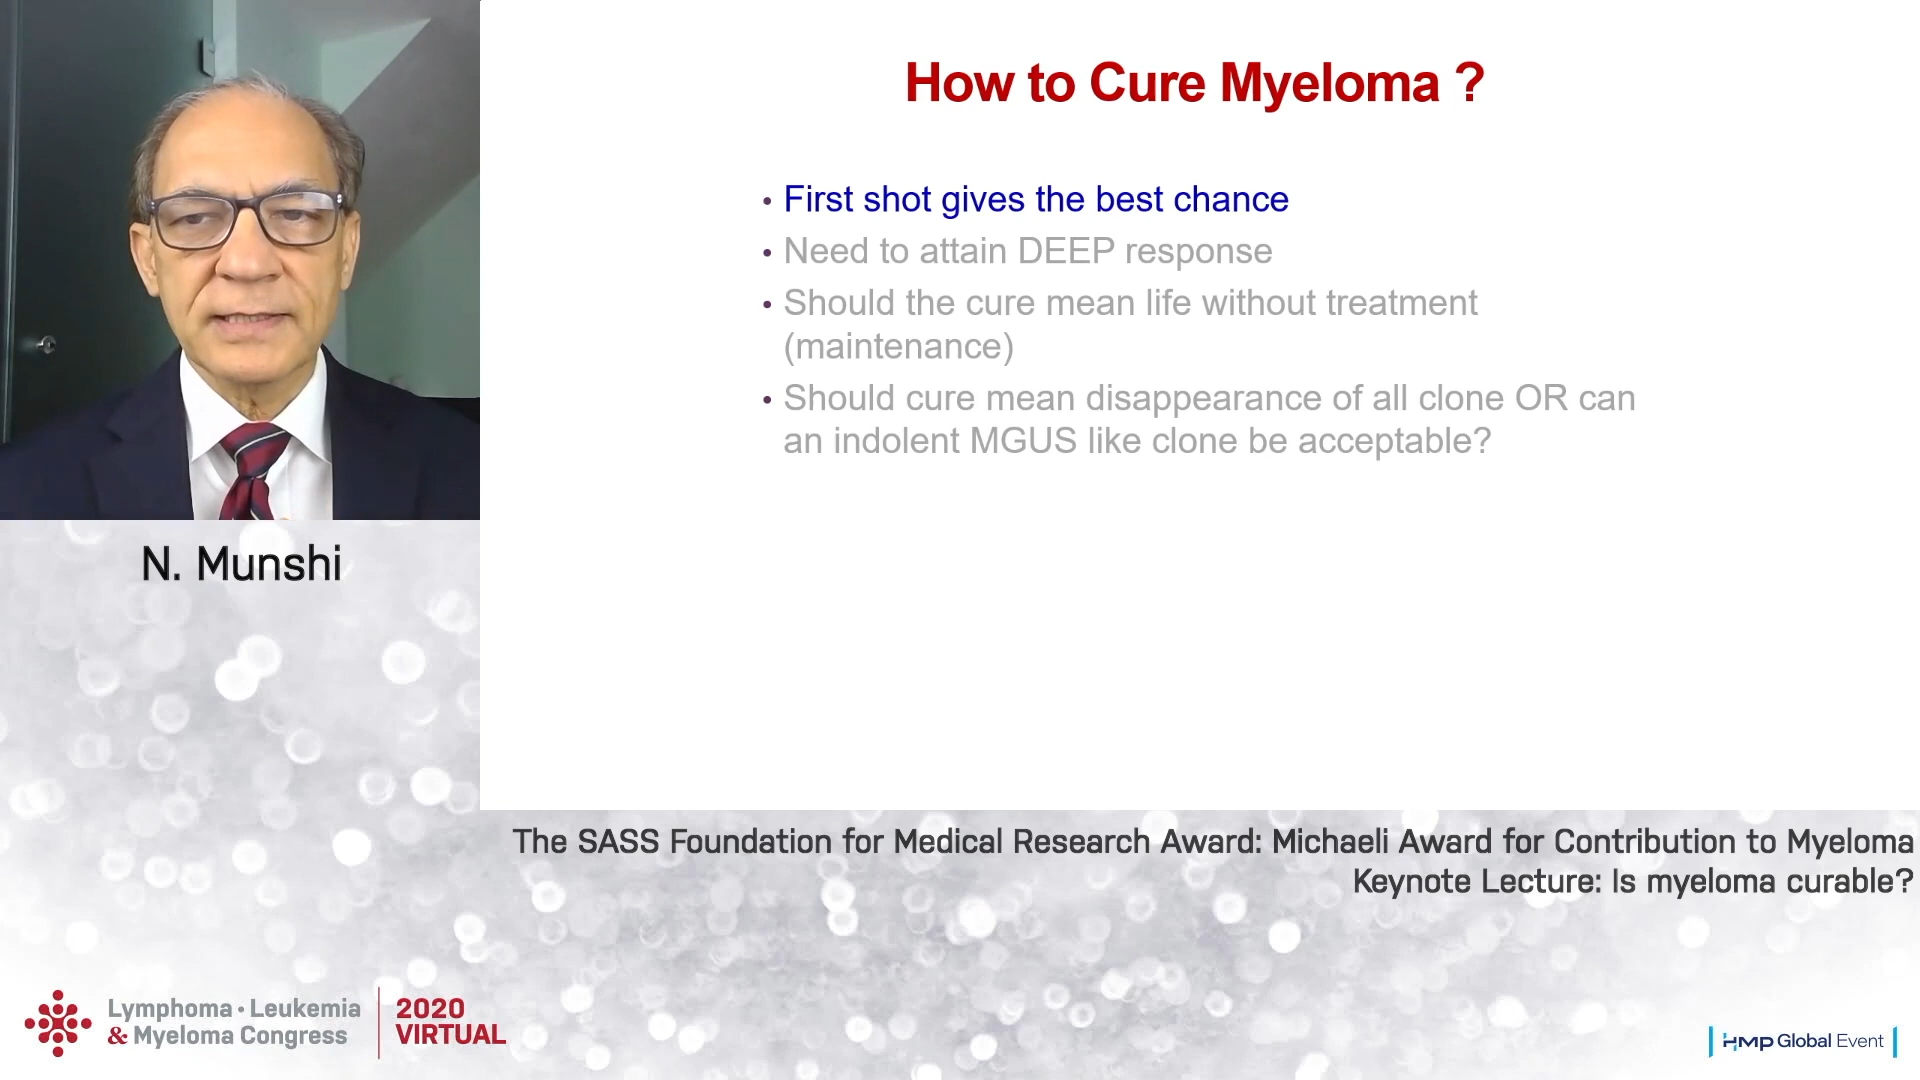 How to Cure Myeloma ?
• First shot gives the best chance
• Need to attain DEEP response
• Should the cure mean life without treatment
(maintenance)
• Should cure mean disappearance of all clone OR can
an indolent MGUS like clone be acceptable?
N. Munshi
The SASS Foundation for Medical Research Award: Michaeli Award for Contribution to Myeloma
Keynote Lecture: Is myeloma curable?
Lymphoma • Leukemia
& Myeloma Congress
2020
VIRTUAL
HMP Global Event